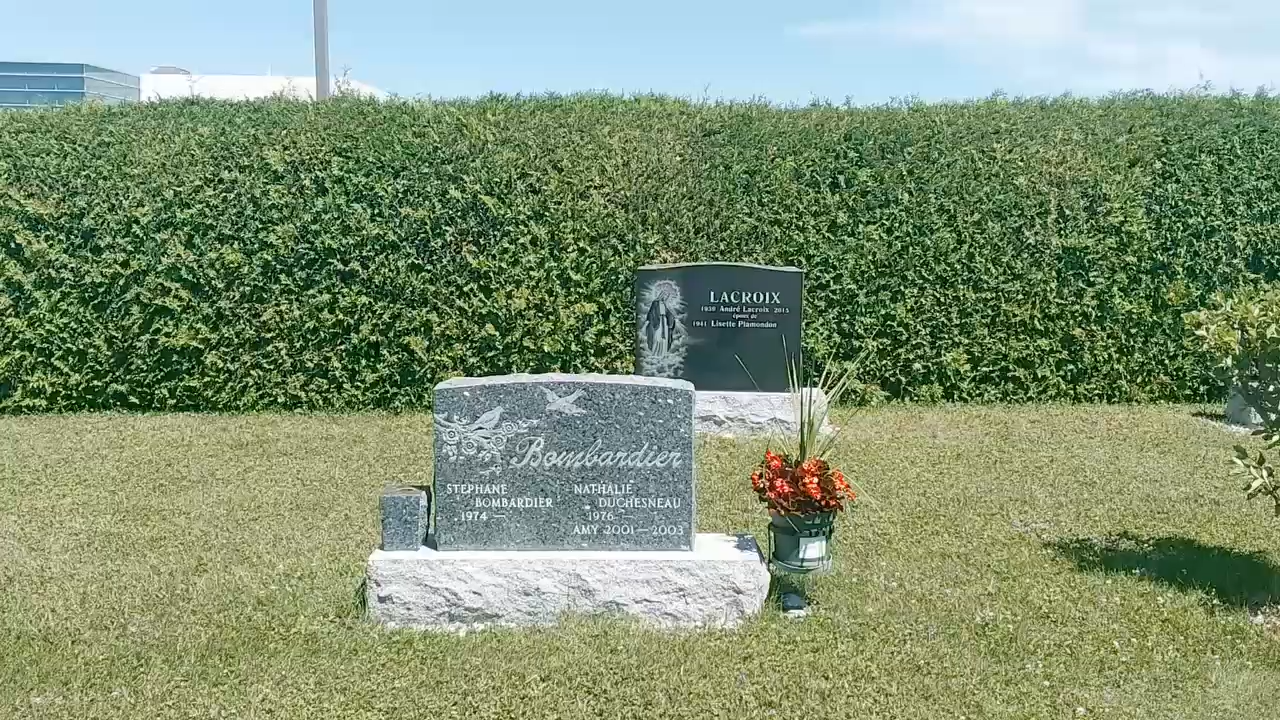 LACROIX
1938 André Lacroix 2015
époux de
1941 Lisette Plamondon
Bombardier
STEPHANE
BOMBARDIER
1974 —
NATHALIE
DUCHESNEAU
1976 —
AMY 2001 — 2003